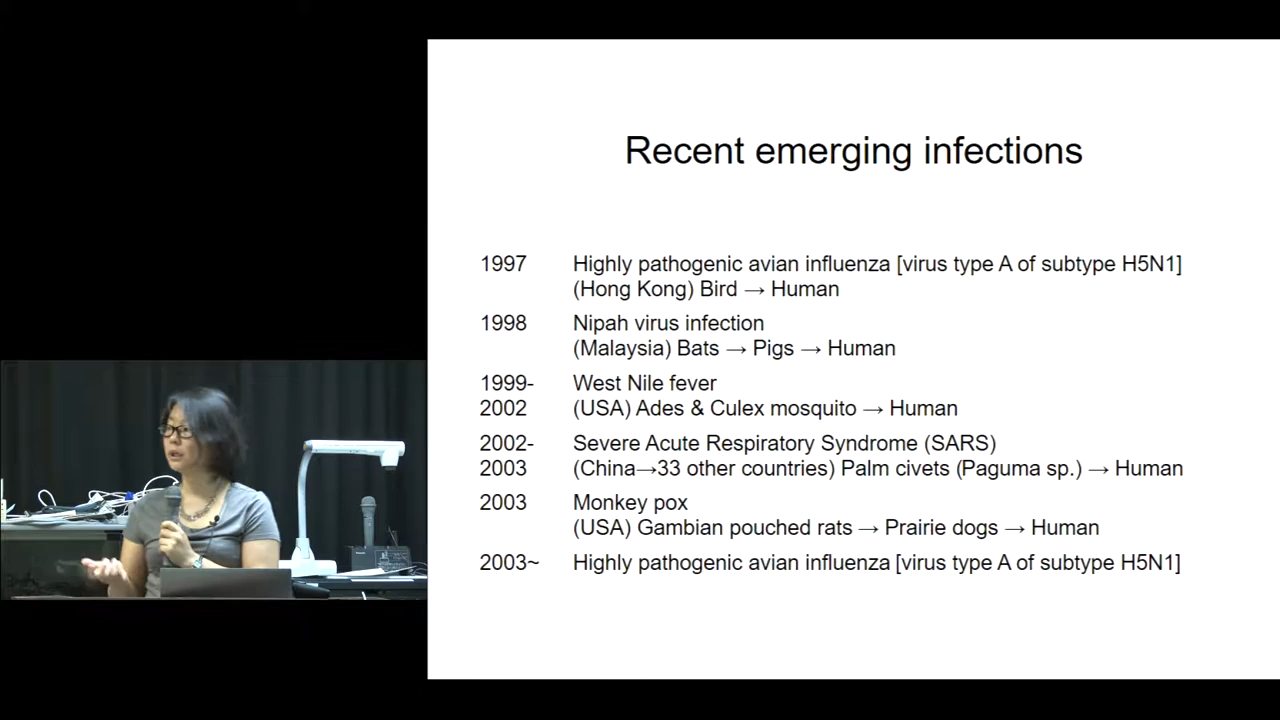 Recent emerging infections
1997 Highly pathogenic avian influenza [virus type A of subtype H5N1]
(Hong Kong) Bird → Human
1998 Nipah virus infection
(Malaysia) Bats → Pigs → Human
1999- West Nile fever
2002 (USA) Ades & Culex mosquito → Human
2002- Severe Acute Respiratory Syndrome (SARS)
2003 (China→33 other countries) Palm civets (Paguma sp.) → Human
2003 Monkey pox
(USA) Gambian pouched rats → Prairie dogs → Human
2003~ Highly pathogenic avian influenza [virus type A of subtype H5N1]